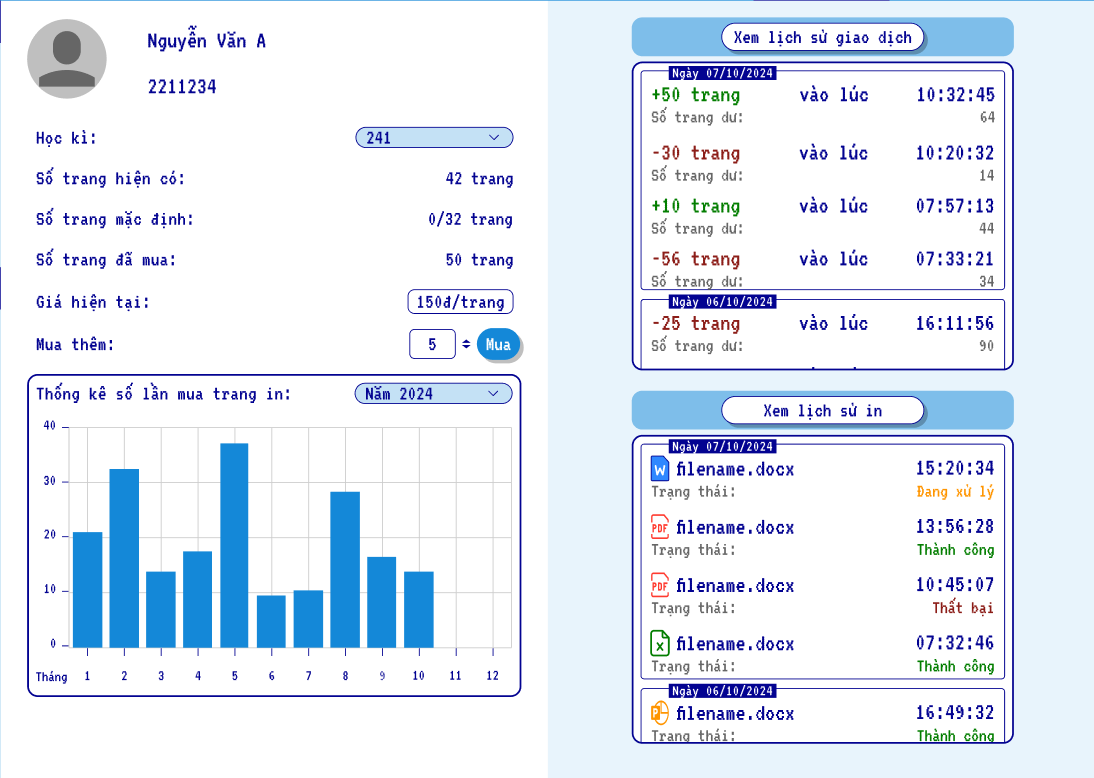 Nguyễn Văn A
2211234
Học kì: 241
Số trang hiện có: 42 trang
Số trang mặc định: 0/32 trang
Số trang đã mua: 50 trang
Giá hiện tại: 150đ/trang
Mua thêm: 5 Mua
Thống kê số lần mua trang in: Năm 2024
40
30
20
10
0
Tháng 1 2 3 4 5 6 7 8 9 10 11 12
Xem lịch sử giao dịch
Ngày 07/10/2024
+50 trang vào lúc 10:32:45
Số trang dư: 64
-30 trang vào lúc 10:20:32
Số trang dư: 14
+10 trang vào lúc 07:57:13
Số trang dư: 44
-56 trang vào lúc 07:33:21
Số trang dư: 34
Ngày 06/10/2024
-25 trang vào lúc 16:11:56
Số trang dư: 90
Xem lịch sử in
Ngày 07/10/2024
W filename.docx 15:20:34
Trạng thái: Đang xử lý
PDF filename.docx 13:56:28
Trạng thái: Thành công
PDF filename.docx 10:45:07
Trạng thái: Thất bại
X filename.docx 07:32:46
Trạng thái: Thành công
Ngày 06/10/2024
P filename.docx 16:49:32
Trạng thái: Thành công